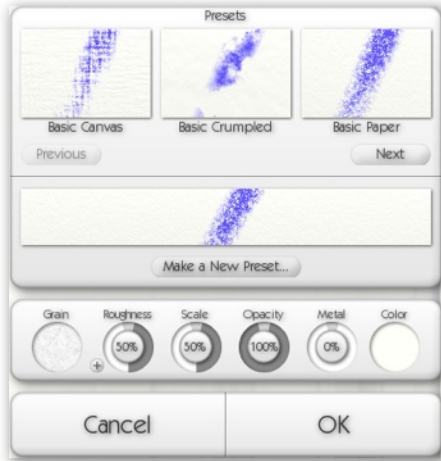 Presets
Basic Canvas Basic Crumpled Basic Paper
Previous Next
Make a New Preset...
Grain Roughness Scale Opacity Metal Color
50% 50% 100% 0%
Cancel OK